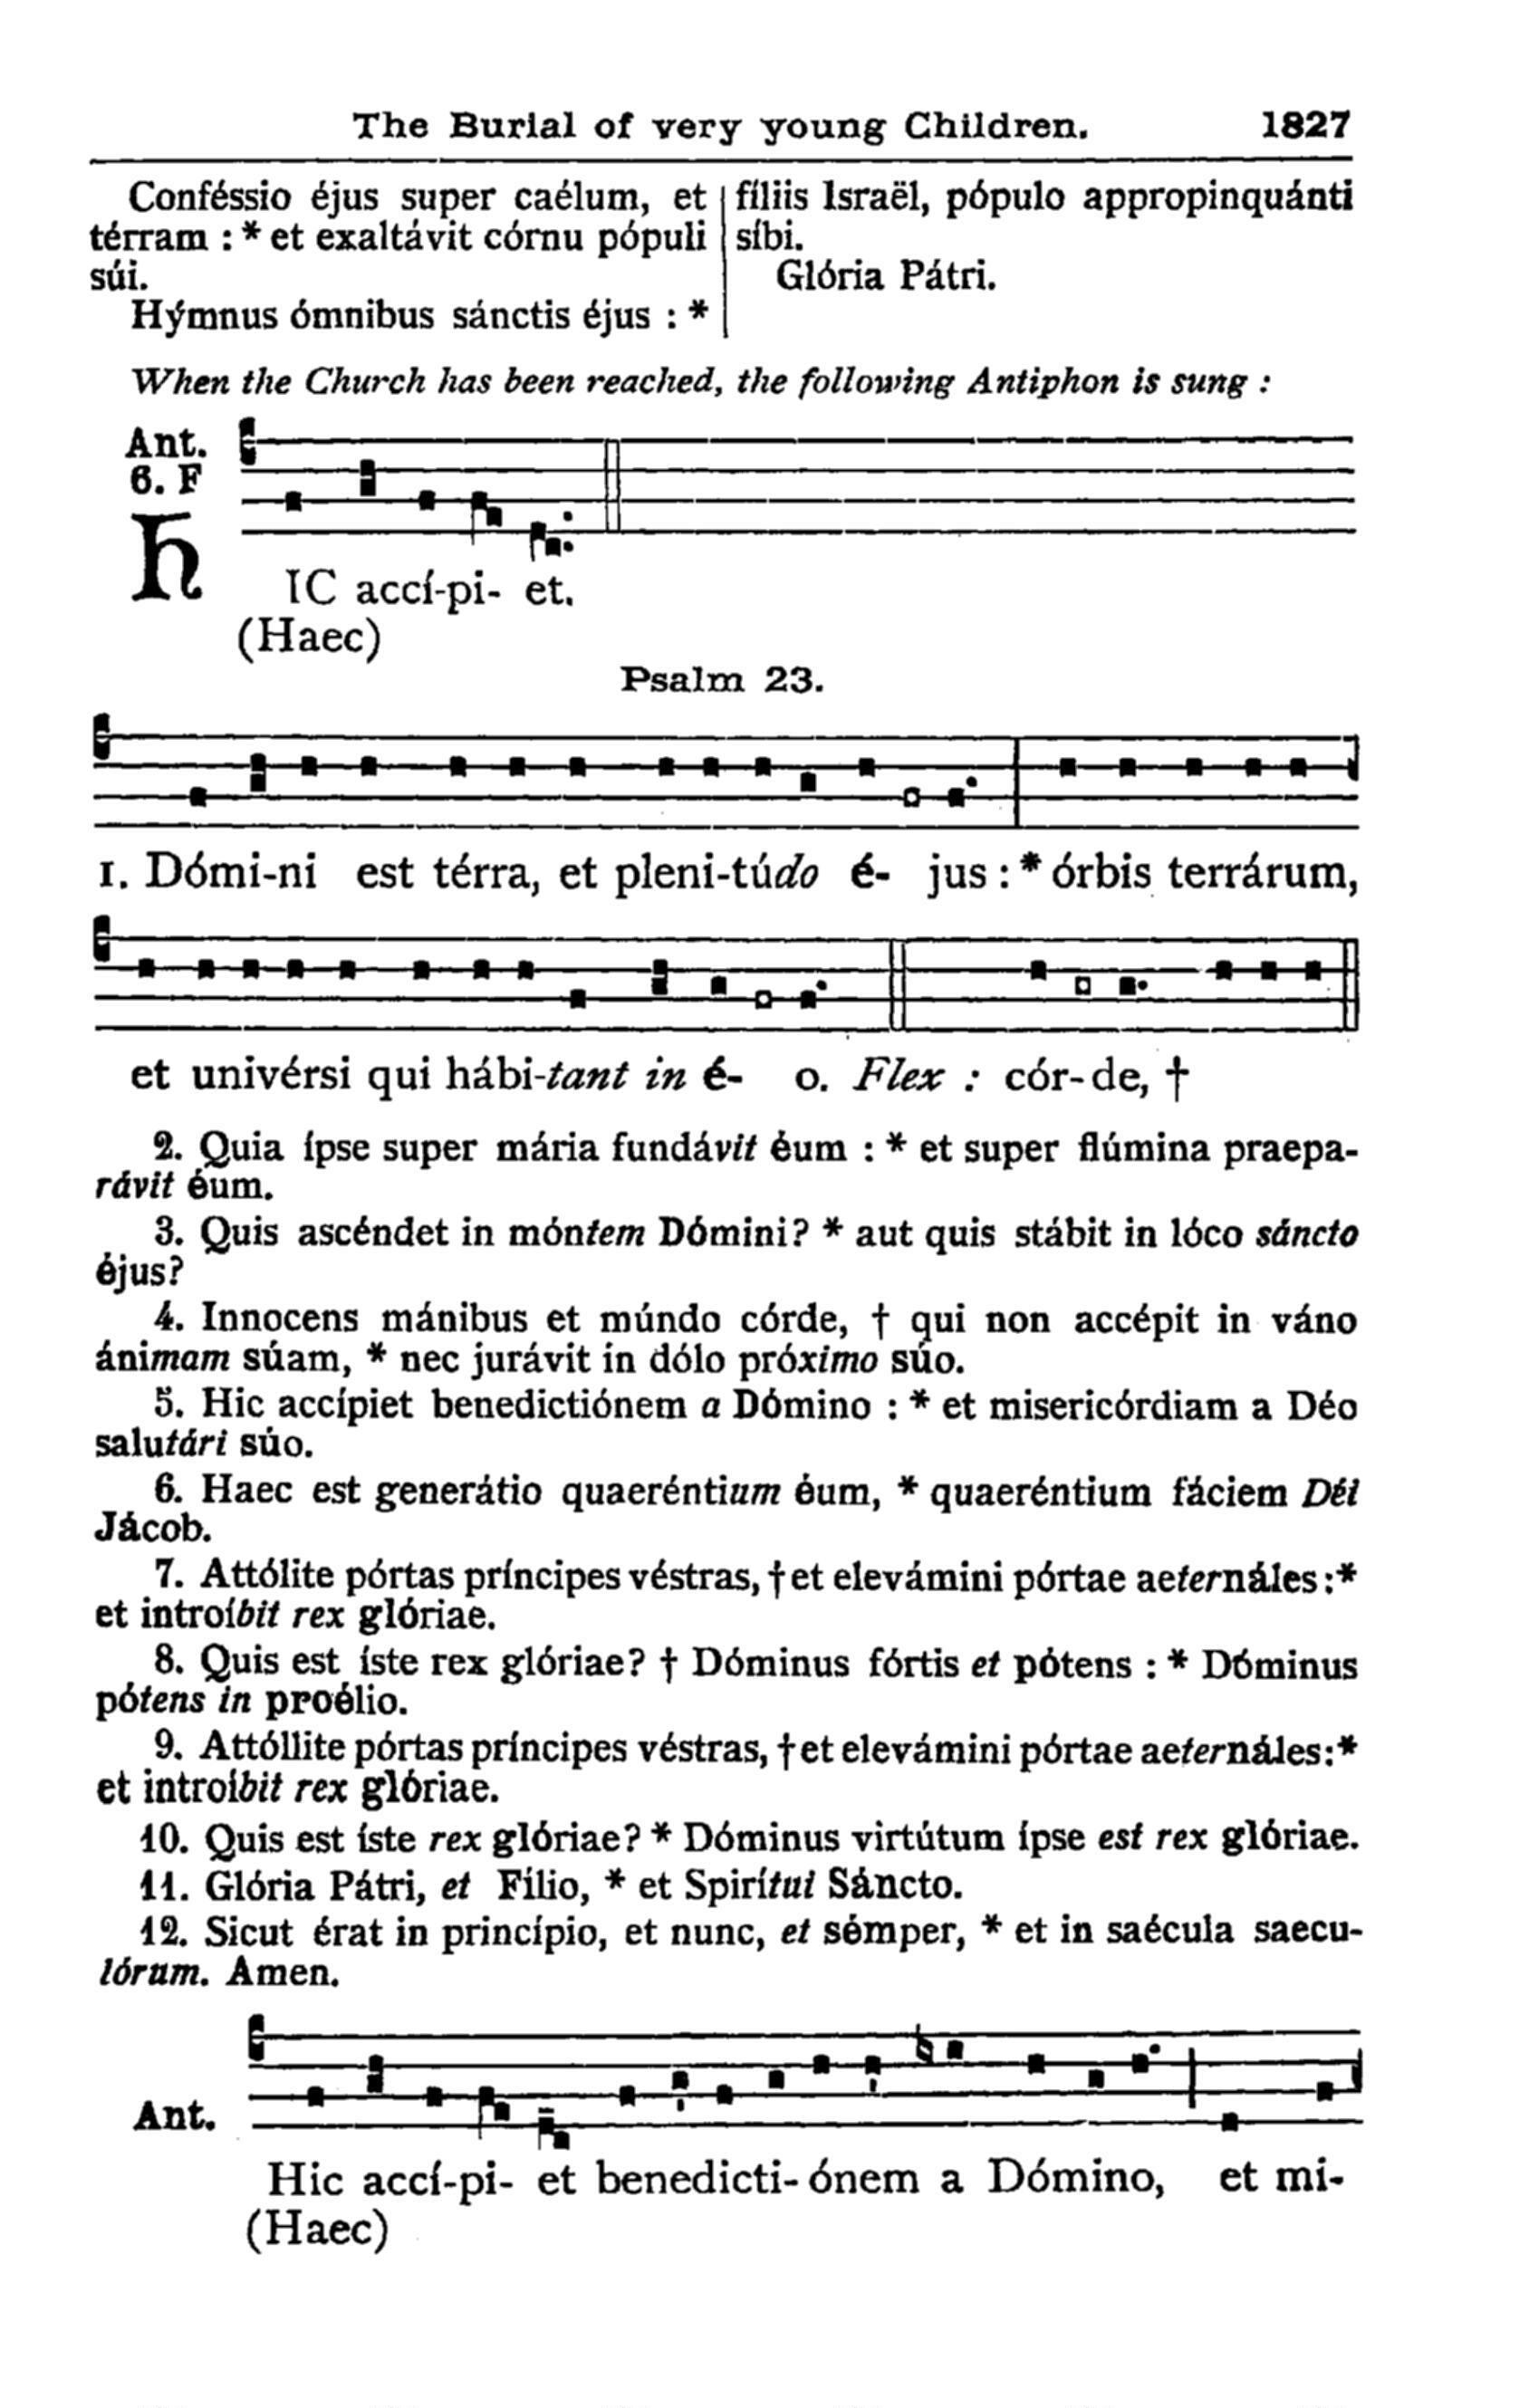 The Burial of very young Children. 1827
Conféssio éjus super caélum, et
térram : * et exaltávit córnu pópuli
súi.
Hýmnus ómnibus sánctis éjus : *
fíliis Israël, pópulo appropinquánti
síbi.
Glória Pátri.
When the Church has been reached, the following Antiphon is sung :
Ant.
6. F
HIC accí-pi- et.
(Haec)
Psalm 23.
1. Dómi-ni est térra, et pleni-túdo é- jus : * órbis terrárum,
et univérsi qui hábi-tant in é- o. Flex : cór-de, †
2. Quia ípse super mária fundávit éum : * et super flúmina praepa-
rávit éum.
3. Quis ascéndet in móntem Dómini? * aut quis stábit in lóco sáncto
éjus?
4. Innocens mánibus et múndo córde, † qui non accépit in váno
ánimam súam, * nec jurávit in dólo próximo súo.
5. Hic accípiet benedictiónem a Dómino : * et misericórdiam a Déo
salutári súo.
6. Haec est generátio quaeréntium éum, * quaeréntium fáciem Déi
Jácob.
7. Attólite pórtas príncipes véstras, † et elevámini pórtae aeternáles :*
et introíbit rex glóriae.
8. Quis est íste rex glóriae? † Dóminus fórtis et pótens : * Dóminus
pótens in proélio.
9. Attóllite pórtas príncipes véstras, † et elevámini pórtae aeternáles:*
et introíbit rex glóriae.
10. Quis est íste rex glóriae? * Dóminus virtútum ípse est rex glóriae.
11. Glória Pátri, et Fílio, * et Spirítui Sáncto.
12. Sicut érat in princípio, et nunc, et sémper, * et in saécula saecu-
lórum. Amen.
Ant.
Hic accí-pi- et benedicti-ónem a Dómino, et mi-
(Haec)